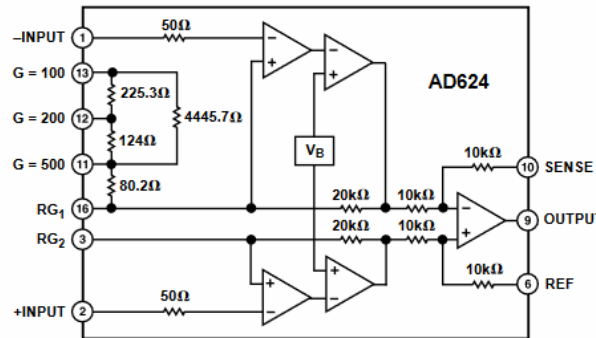 –INPUT
1
50Ω
G = 100
13
225.3Ω
AD624
G = 200
12
4445.7Ω
124Ω
VB
G = 500
11
10kΩ
10
SENSE
80.2Ω
20kΩ
10kΩ
RG1
16
9
OUTPUT
RG2
3
20kΩ
10kΩ
10kΩ
6
REF
50Ω
+INPUT
2